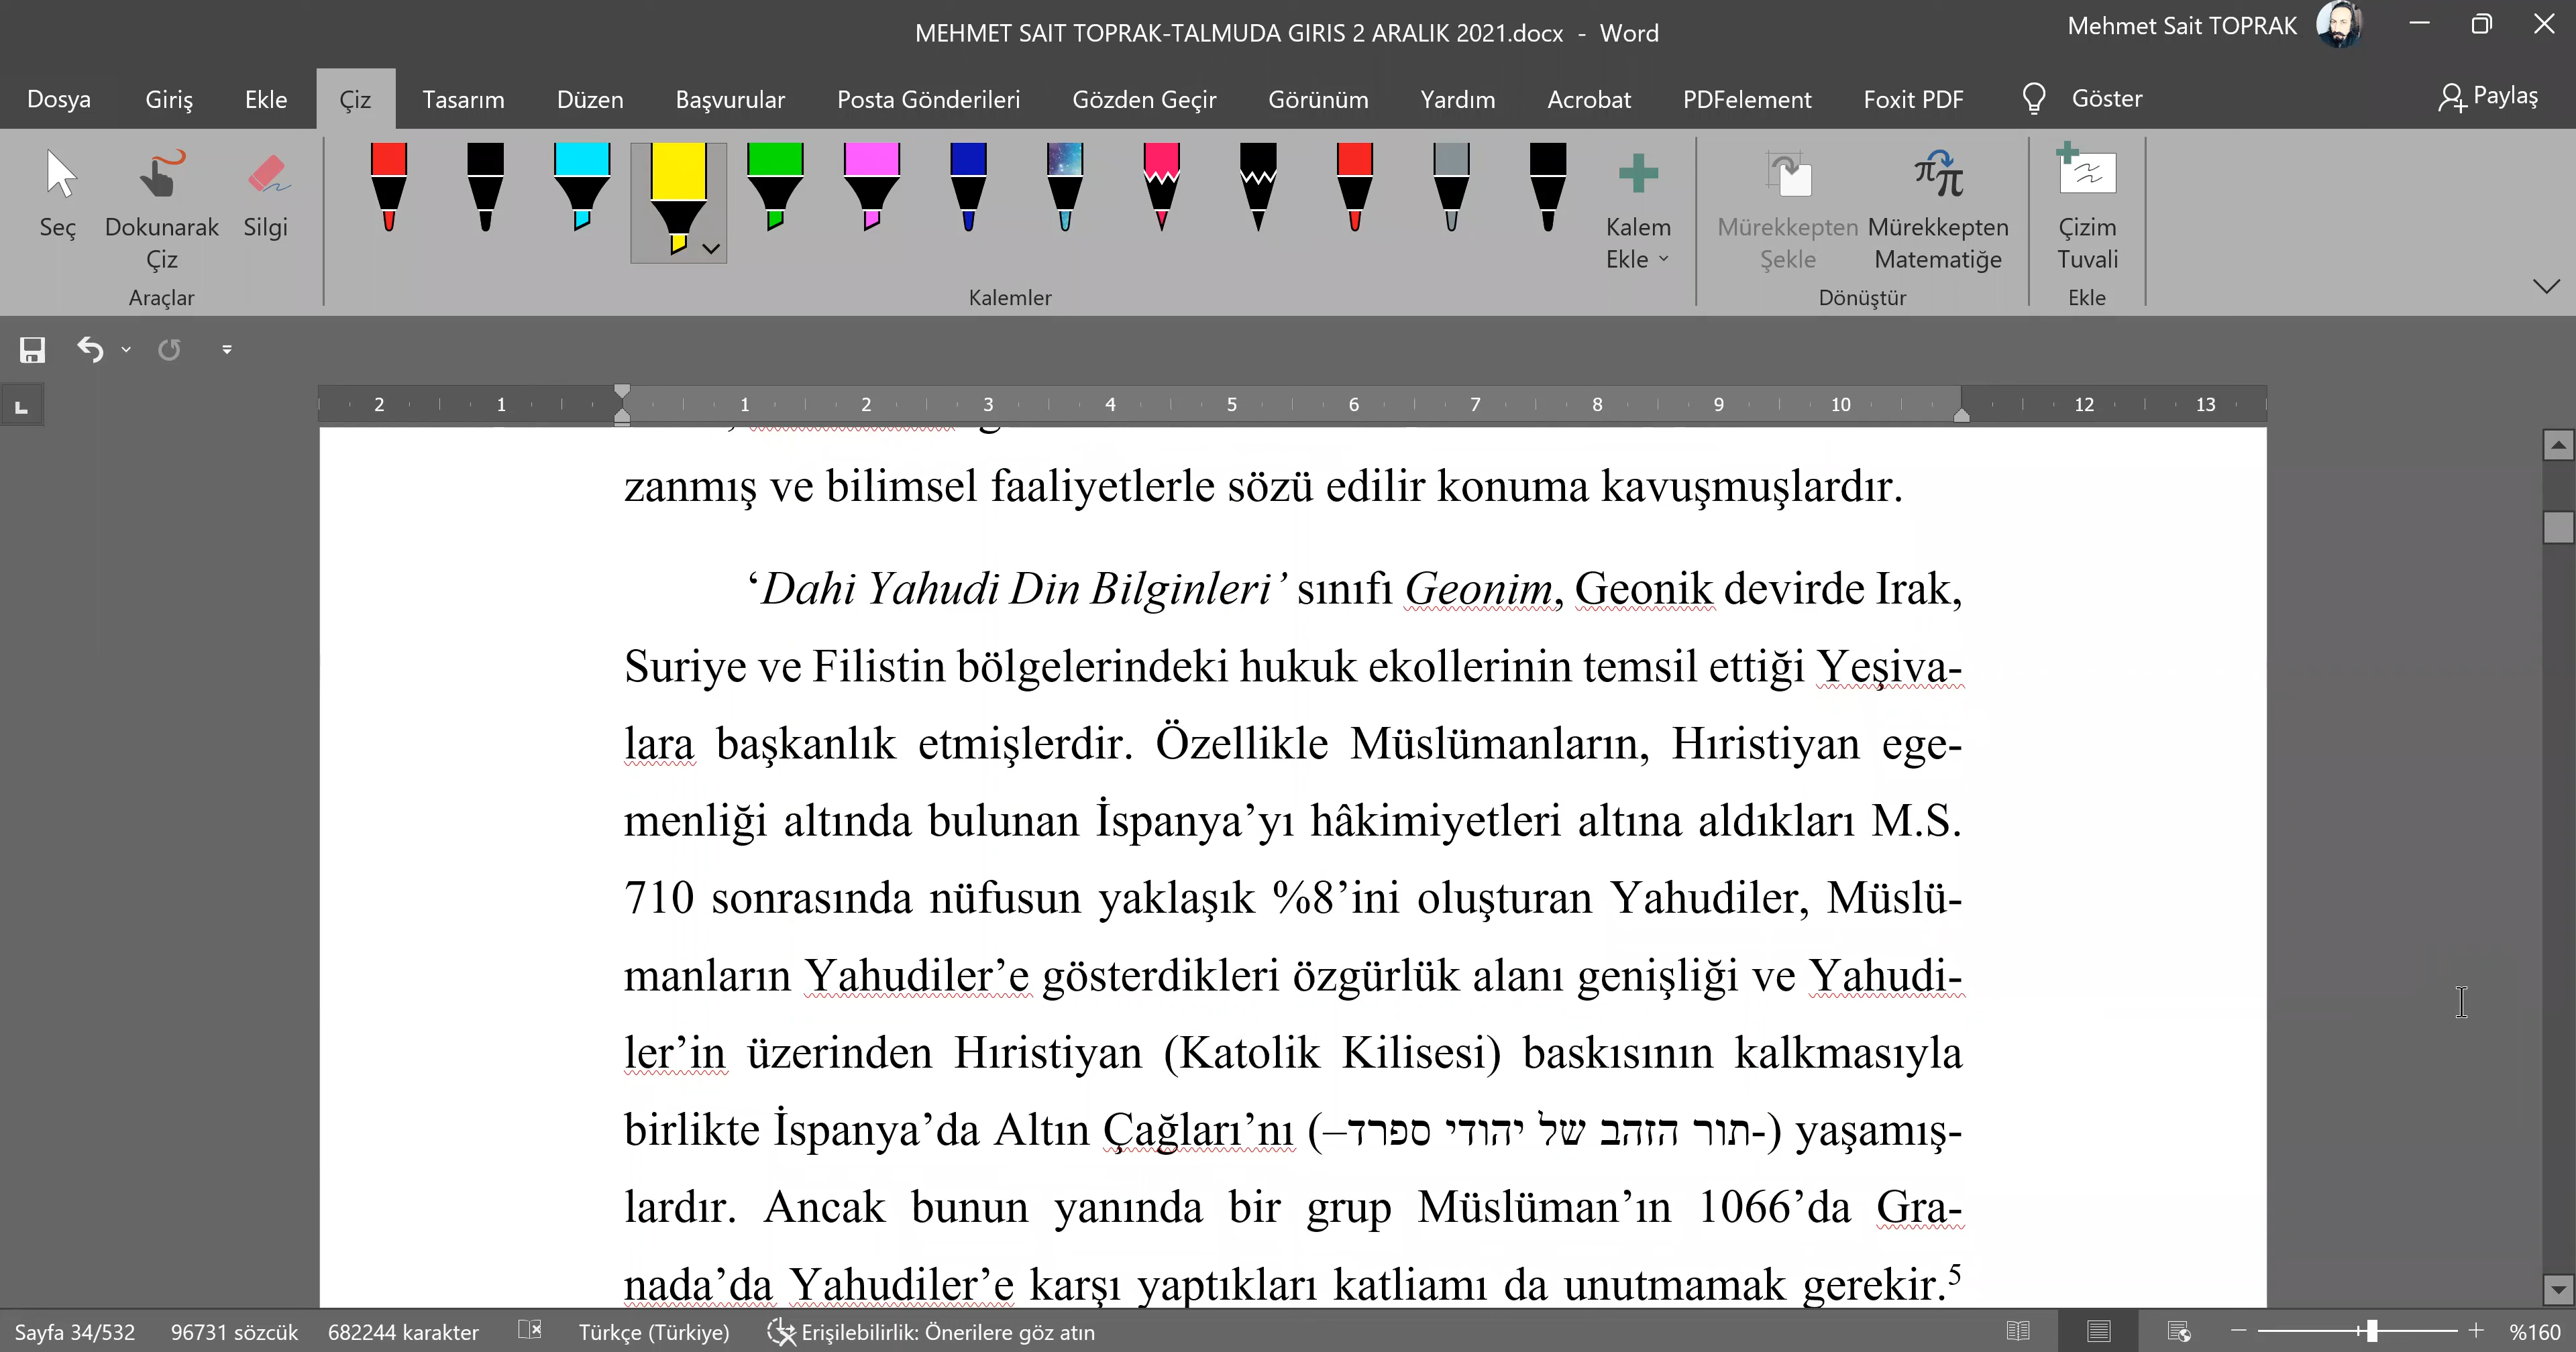 MEHMET SAIT TOPRAK-TALMUDA GIRIS 2 ARALIK 2021.docx - Word
Mehmet Sait TOPRAK
Dosya Giriş Ekle Çiz Tasarım Düzen Başvurular Posta Gönderileri Gözden Geçir Görünüm Yardım Acrobat PDFelement Foxit PDF Göster Paylaş
Seç Dokunarak Çiz Silgi Kalem Ekle Mürekkepten Şekle Mürekkepten Matematiğe Çizim Tuvali
Araçlar Kalemler Dönüştür Ekle
2 1 1 2 3 4 5 6 7 8 9 10 12 13
zanmış ve bilimsel faaliyetlerle sözü edilir konuma kavuşmuşlardır.
‘Dahi Yahudi Din Bilginleri’ sınıfı Geonim, Geonik devirde Irak,
Suriye ve Filistin bölgelerindeki hukuk ekollerinin temsil ettiği Yeşiva-
lara başkanlık etmişlerdir. Özellikle Müslümanların, Hıristiyan ege-
menliği altında bulunan İspanya’yı hâkimiyetleri altına aldıkları M.S.
710 sonrasında nüfusun yaklaşık %8’ini oluşturan Yahudiler, Müslü-
manların Yahudiler’e gösterdikleri özgürlük alanı genişliği ve Yahudi-
ler’in üzerinden Hıristiyan (Katolik Kilisesi) baskısının kalkmasıyla
birlikte İspanya’da Altın Çağları’nı (–תור הזהב של יהודי ספרד-) yaşamış-
lardır. Ancak bunun yanında bir grup Müslüman’ın 1066’da Gra-
nada’da Yahudiler’e karşı yaptıkları katliamı da unutmamak gerekir.5
Sayfa 34/532 96731 sözcük 682244 karakter Türkçe (Türkiye) Erişilebilirlik: Önerilere göz atın %160